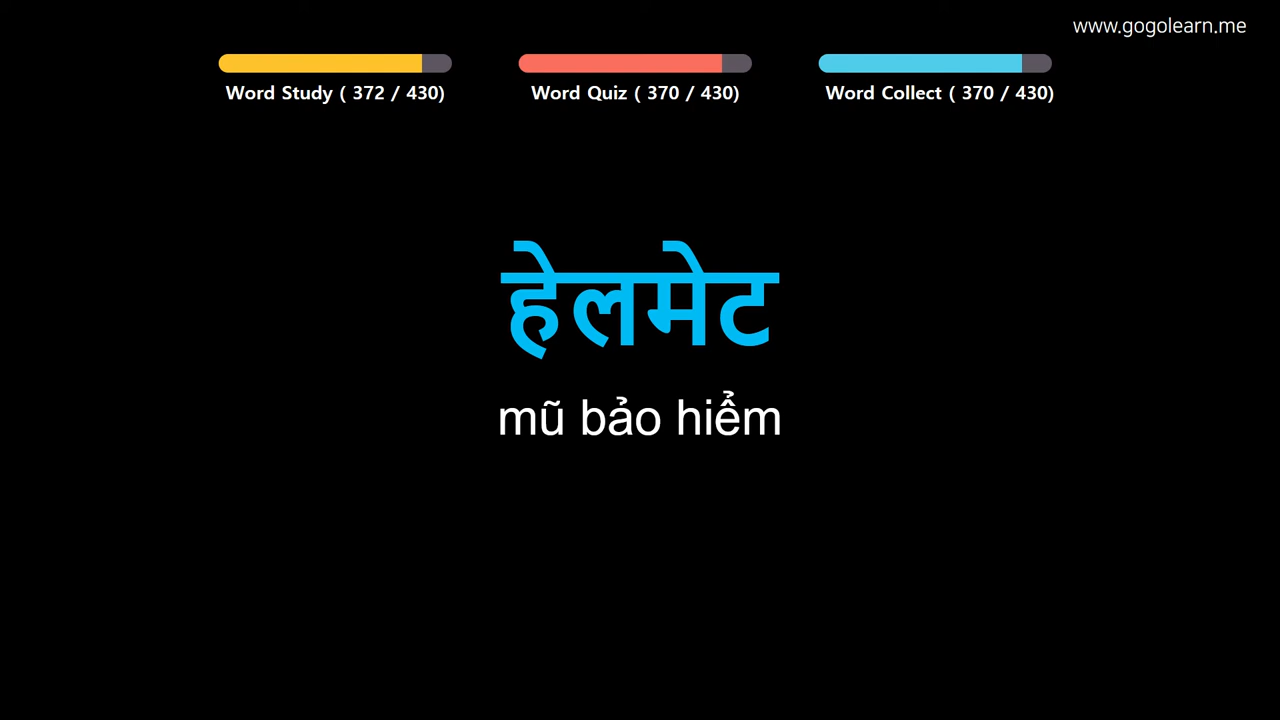 www.gogolearn.me
Word Study ( 372 / 430)
Word Quiz ( 370 / 430)
Word Collect ( 370 / 430)
हेलमेट
mũ bảo hiểm